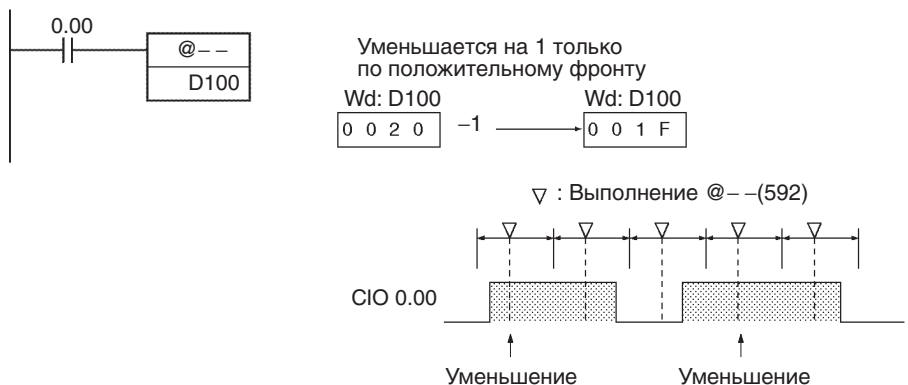 0.00
@– –
D100
Уменьшается на 1 только
по положительному фронту
Wd: D100
Wd: D100
0 0 2 0
–1
0 0 1 F
▽ : Выполнение @– –(592)
CIO 0.00
Уменьшение
Уменьшение